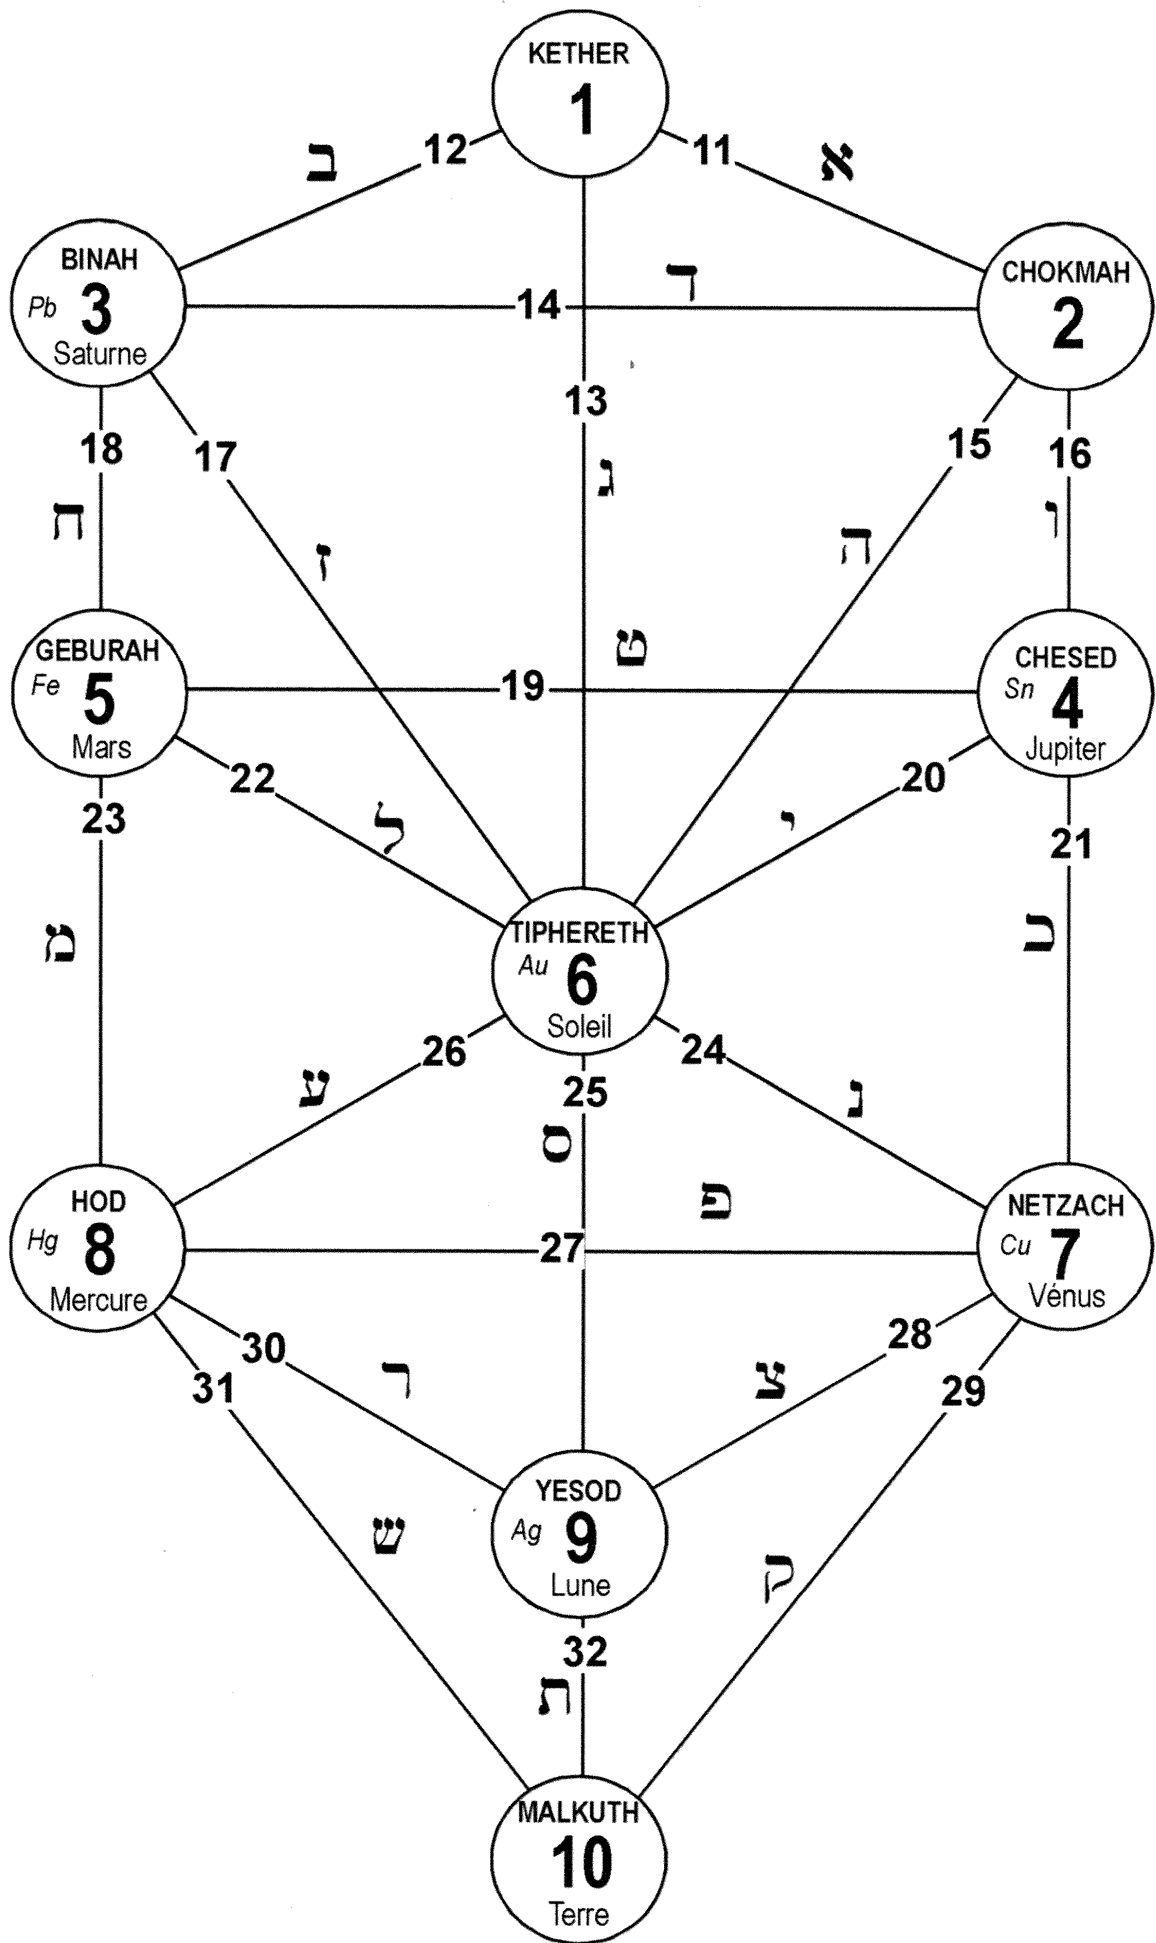 KETHER
1
12
11
ב
א
BINAH
Pb 3
Saturne
CHOKMAH
2
14
ד
13
18
17
15
16
ג
ח
ז
ה
ו
ט
GEBURAH
Fe 5
Mars
19
CHESED
Sn 4
Jupiter
22
20
23
21
ל
י
מ
TIPHERETH
Au 6
Soleil
26
24
25
ע
נ
ס
פ
HOD
Hg 8
Mercure
27
NETZACH
Cu 7
Vénus
30
28
31
29
ר
צ
YESOD
Ag 9
Lune
ש
ק
32
ת
MALKUTH
10
Terre